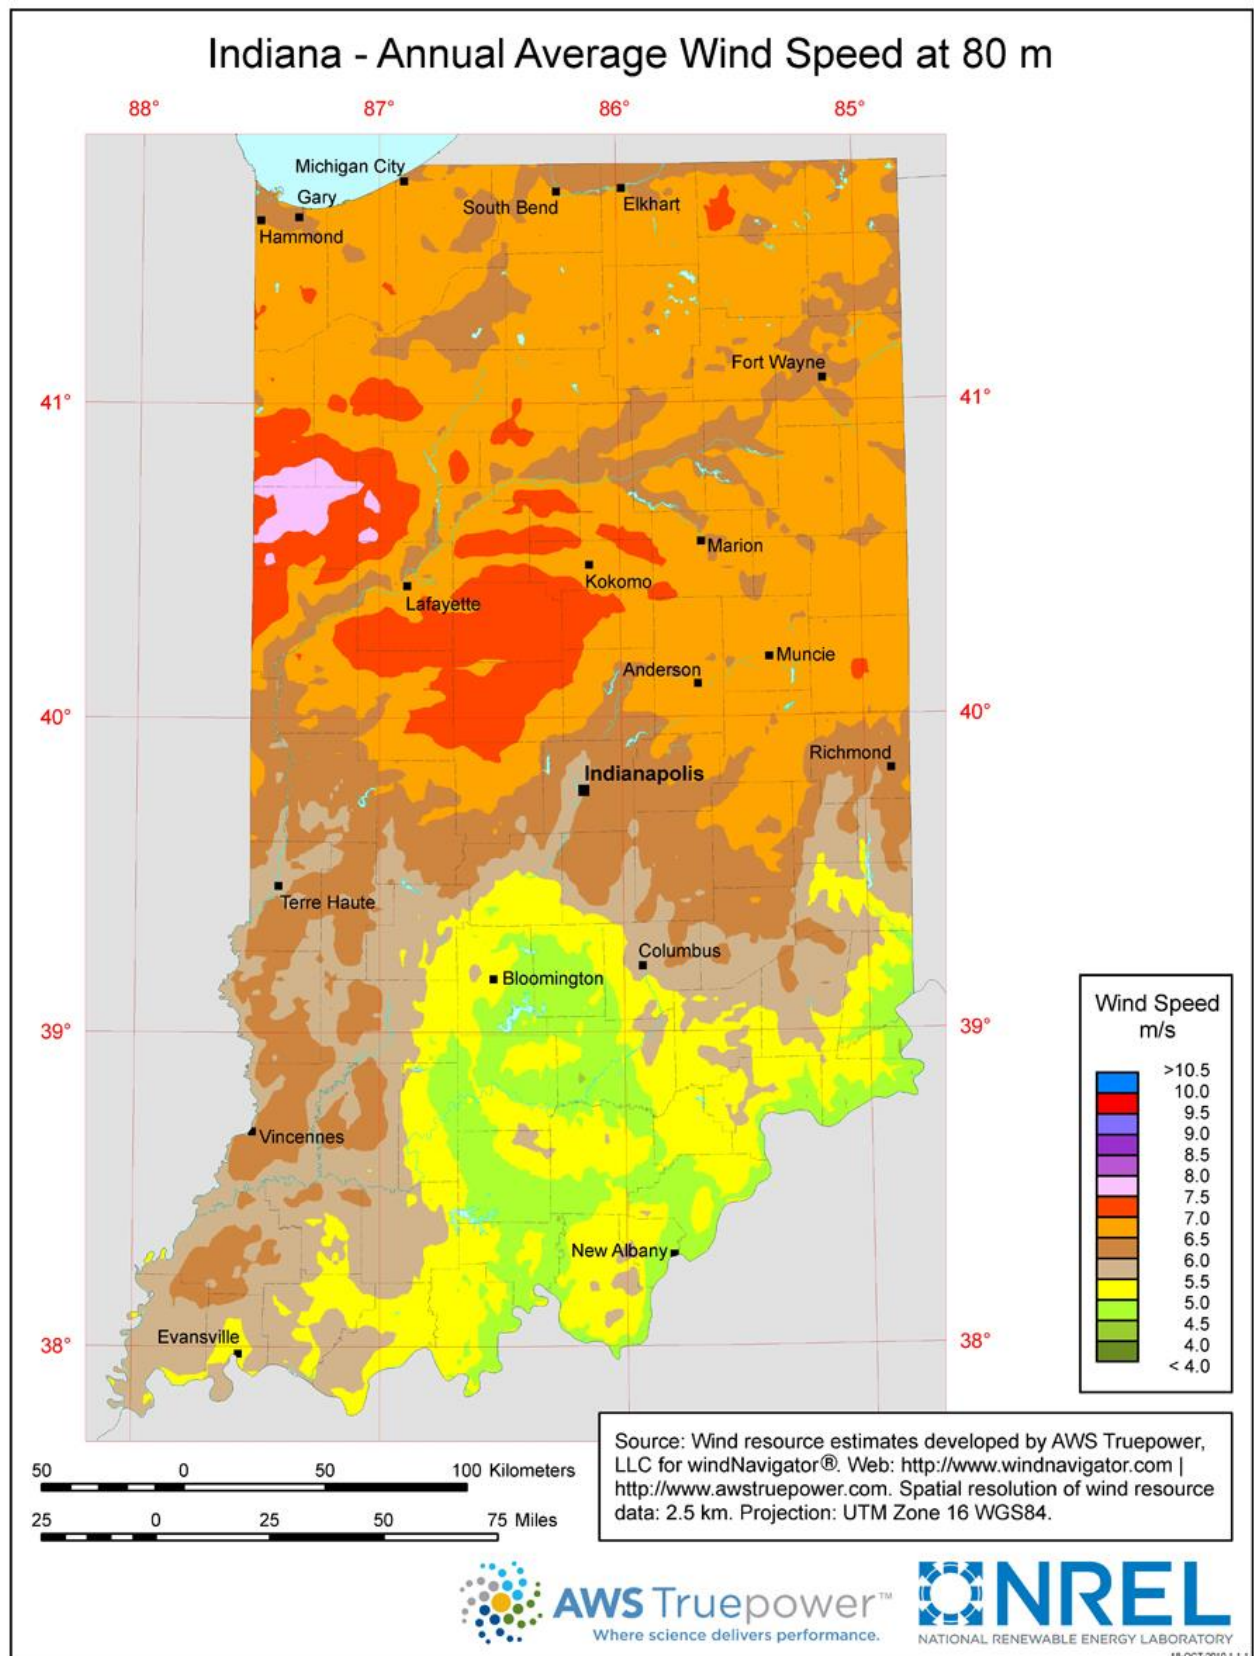 Indiana - Annual Average Wind Speed at 80 m
88° 87° 86° 85°
Michigan City
Gary
South Bend
Elkhart
Hammond
Fort Wayne
41° 41°
Marion
Kokomo
Lafayette
Muncie
Anderson
40° 40°
Richmond
Indianapolis
Terre Haute
Columbus
Bloomington
39° 39°
Vincennes
New Albany
Evansville
38° 38°
Wind Speed
m/s
>10.5
10.0
9.5
9.0
8.5
8.0
7.5
7.0
6.5
6.0
5.5
5.0
4.5
4.0
< 4.0
50 0 50 100 Kilometers
25 0 25 50 75 Miles
Source: Wind resource estimates developed by AWS Truepower,
LLC for windNavigator®. Web: http://www.windnavigator.com |
http://www.awstruepower.com. Spatial resolution of wind resource
data: 2.5 km. Projection: UTM Zone 16 WGS84.
AWS Truepower™
Where science delivers performance.
NREL
NATIONAL RENEWABLE ENERGY LABORATORY